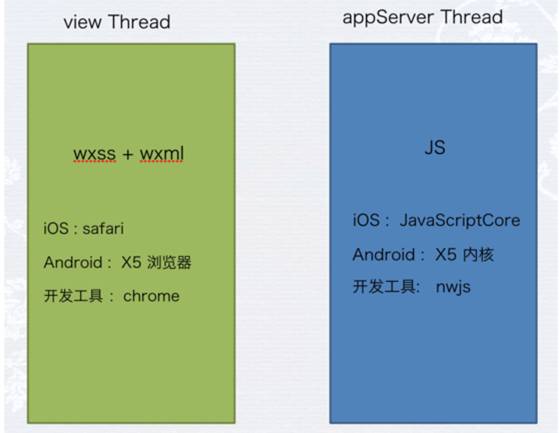 view Thread
wxss + wxml
iOS : safari
Android： X5 浏览器
开发工具 ：chrome
appServer Thread
JS
iOS： JavaScriptCore
Android： X5 内核
开发工具: nwjs